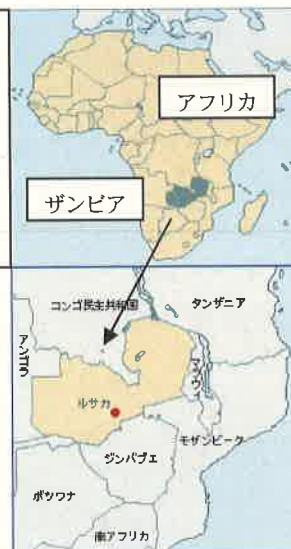 アフリカ
ザンビア
コンゴ民主共和国
タンザニア
アンゴラ
マラウイ
ルサカ
モザンビーク
ジンバブエ
ボツワナ
南アフリカ